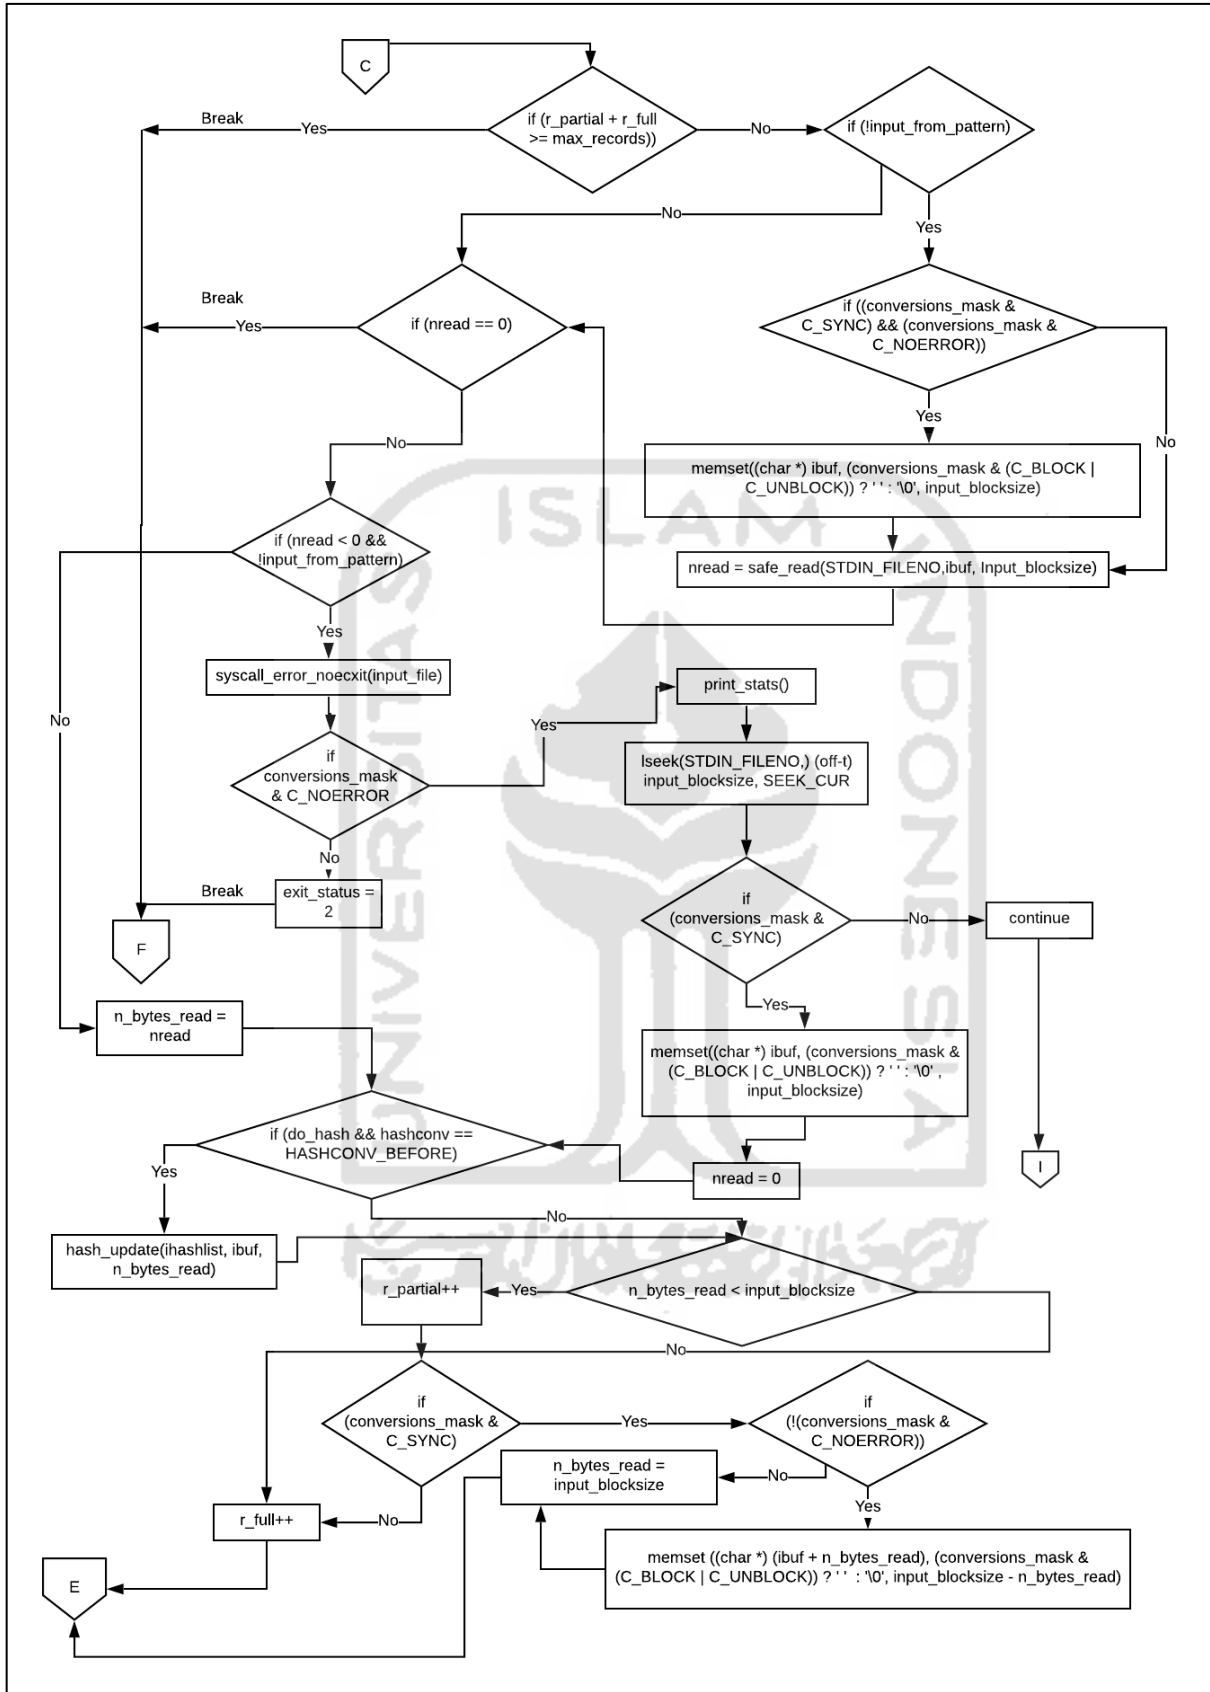 C
if (r_partial + r_full
>= max_records))
Break
Yes
No
if (!input_from_pattern)
No
Yes
if (nread == 0)
Break
Yes
if ((conversions_mask &
C_SYNC) && (conversions_mask &
C_NOERROR))
Yes
No
No
memset((char *) ibuf, (conversions_mask & (C_BLOCK |
C_UNBLOCK)) ? ' ' : '\0', input_blocksize)
ISLAM
if (nread < 0 &&
!input_from_pattern)
nread = safe_read(STDIN_FILENO,ibuf, Input_blocksize)
UNIVERSITAS
INDONESIA
Yes
syscall_error_noecxit(input_file)
print_stats()
No
Yes
if
conversions_mask
& C_NOERROR
lseek(STDIN_FILENO,) (off-t)
input_blocksize, SEEK_CUR
No
Break
exit_status =
2
if
(conversions_mask &
C_SYNC)
No
continue
F
Yes
n_bytes_read =
nread
memset((char *) ibuf, (conversions_mask &
(C_BLOCK | C_UNBLOCK)) ? ' ' : '\0' ,
input_blocksize)
if (do_hash && hashconv ==
HASHCONV_BEFORE)
Yes
nread = 0
I
No
hash_update(ihashlist, ibuf,
n_bytes_read)
r_partial++
Yes
n_bytes_read < input_blocksize
No
if
(conversions_mask &
C_SYNC)
Yes
if
(!(conversions_mask &
C_NOERROR))
n_bytes_read =
input_blocksize
No
Yes
r_full++
No
memset ((char *) (ibuf + n_bytes_read), (conversions_mask &
(C_BLOCK | C_UNBLOCK)) ? ' ' : '\0', input_blocksize - n_bytes_read)
E